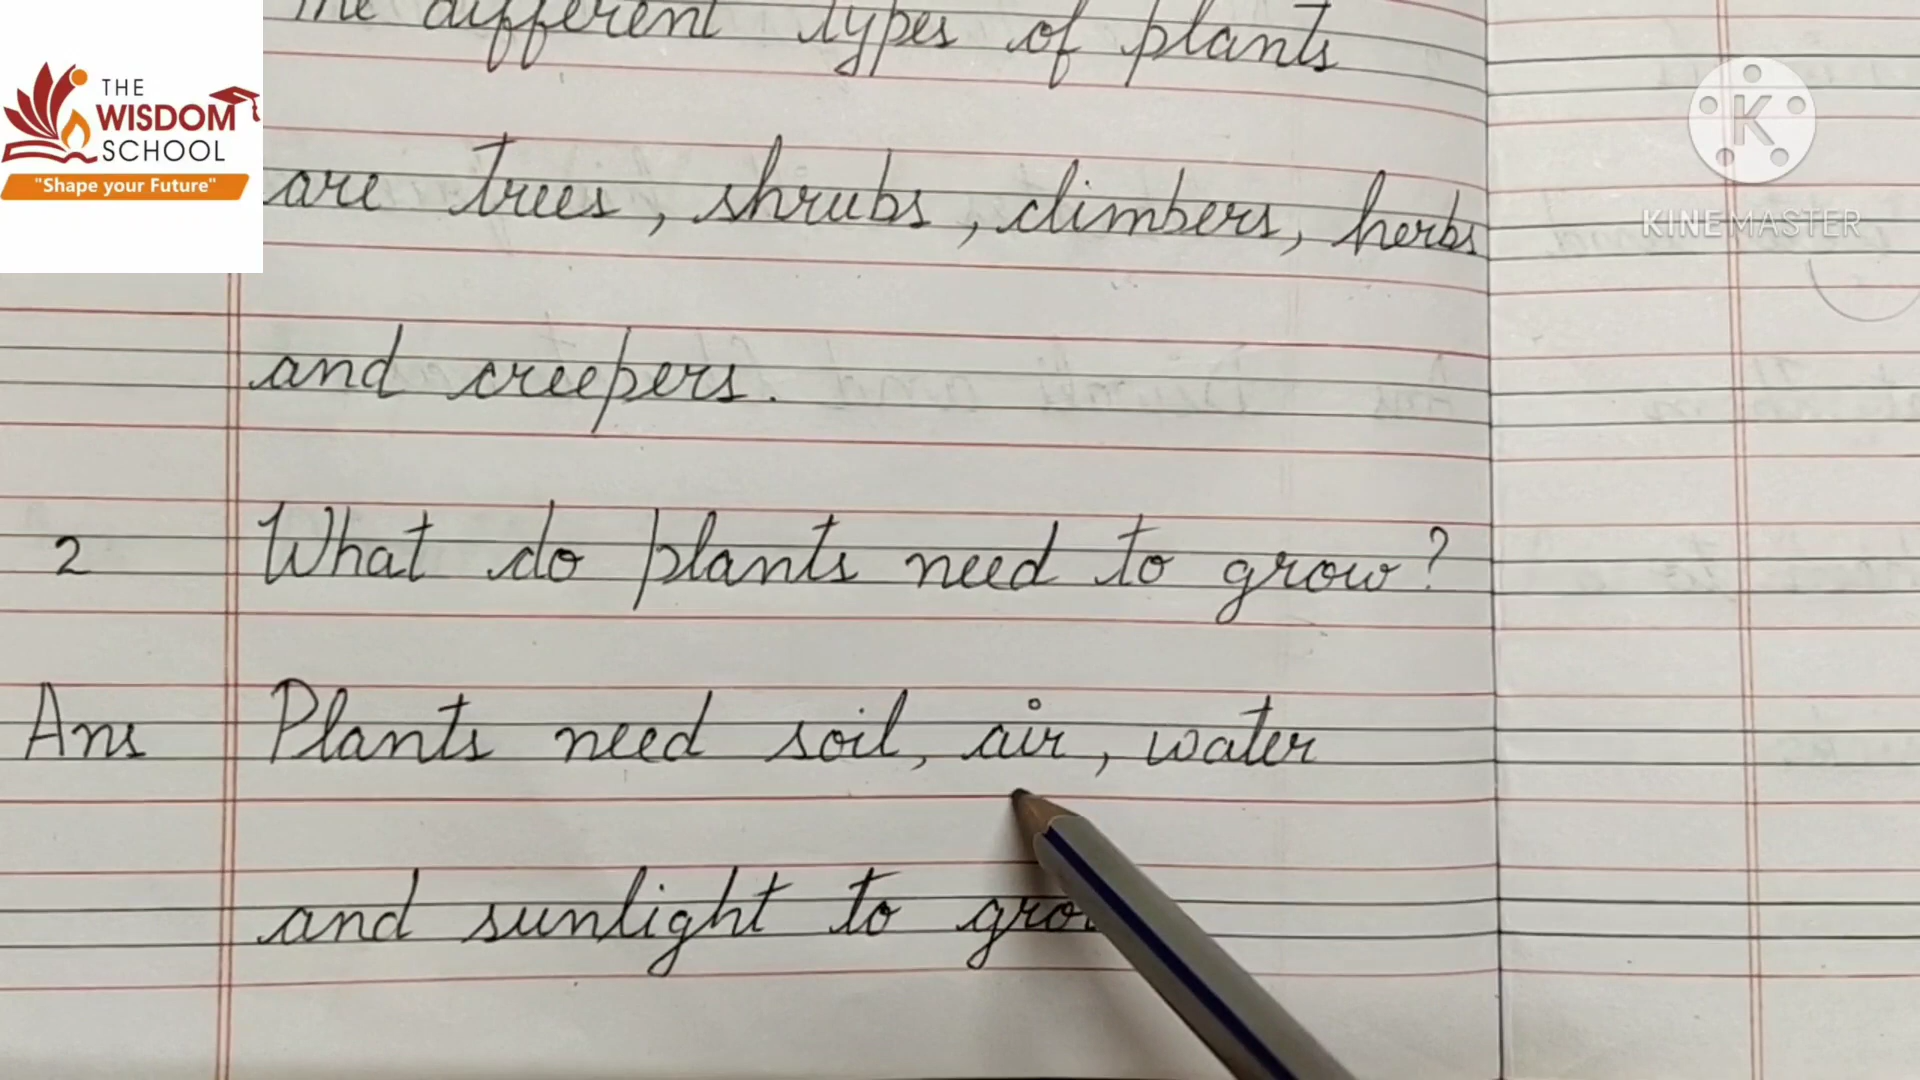 THE
WISDOM
SCHOOL
"Shape your Future"
K
KINEMASTER
The different types of plants
are trees, shrubs, climbers, herbs
and creepers.
2 What do plants need to grow?
Ans Plants need soil, air, water
and sunlight to